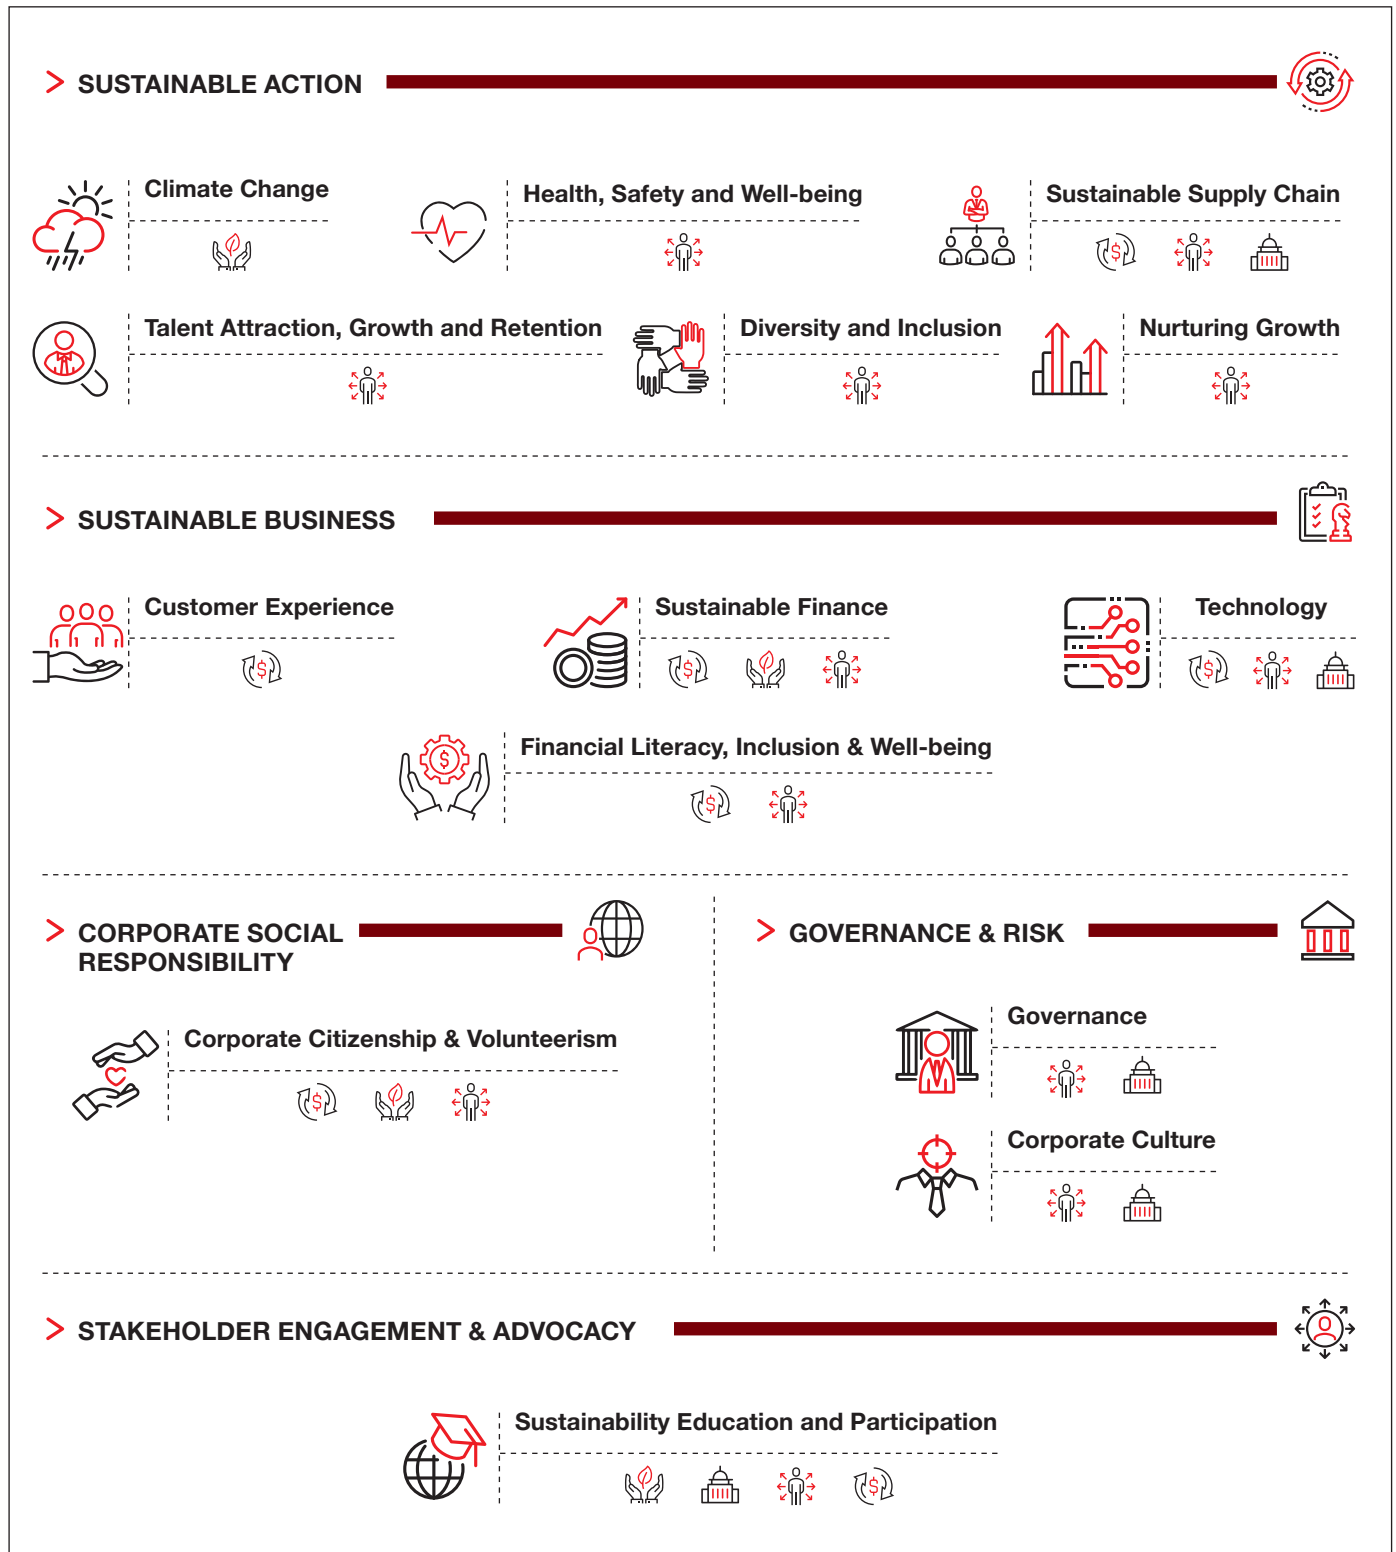 SUSTAINABLE ACTION
Climate Change
Health, Safety and Well-being
Sustainable Supply Chain
Talent Attraction, Growth and Retention
Diversity and Inclusion
Nurturing Growth
SUSTAINABLE BUSINESS
Customer Experience
Sustainable Finance
Technology
Financial Literacy, Inclusion & Well-being
CORPORATE SOCIAL
RESPONSIBILITY
Corporate Citizenship & Volunteerism
GOVERNANCE & RISK
Governance
Corporate Culture
STAKEHOLDER ENGAGEMENT & ADVOCACY
Sustainability Education and Participation